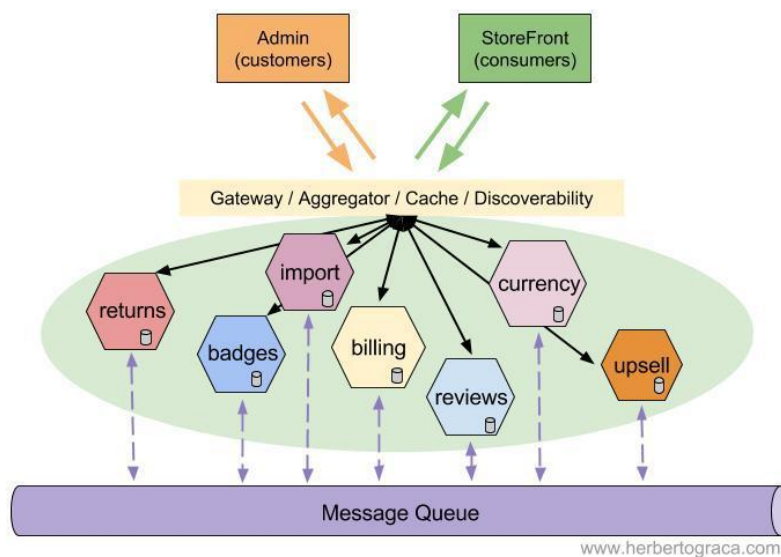 Admin
(customers)
StoreFront
(consumers)
Gateway / Aggregator / Cache / Discoverability
import
currency
returns
badges
billing
upsell
reviews
Message Queue
www.herbertograca.com